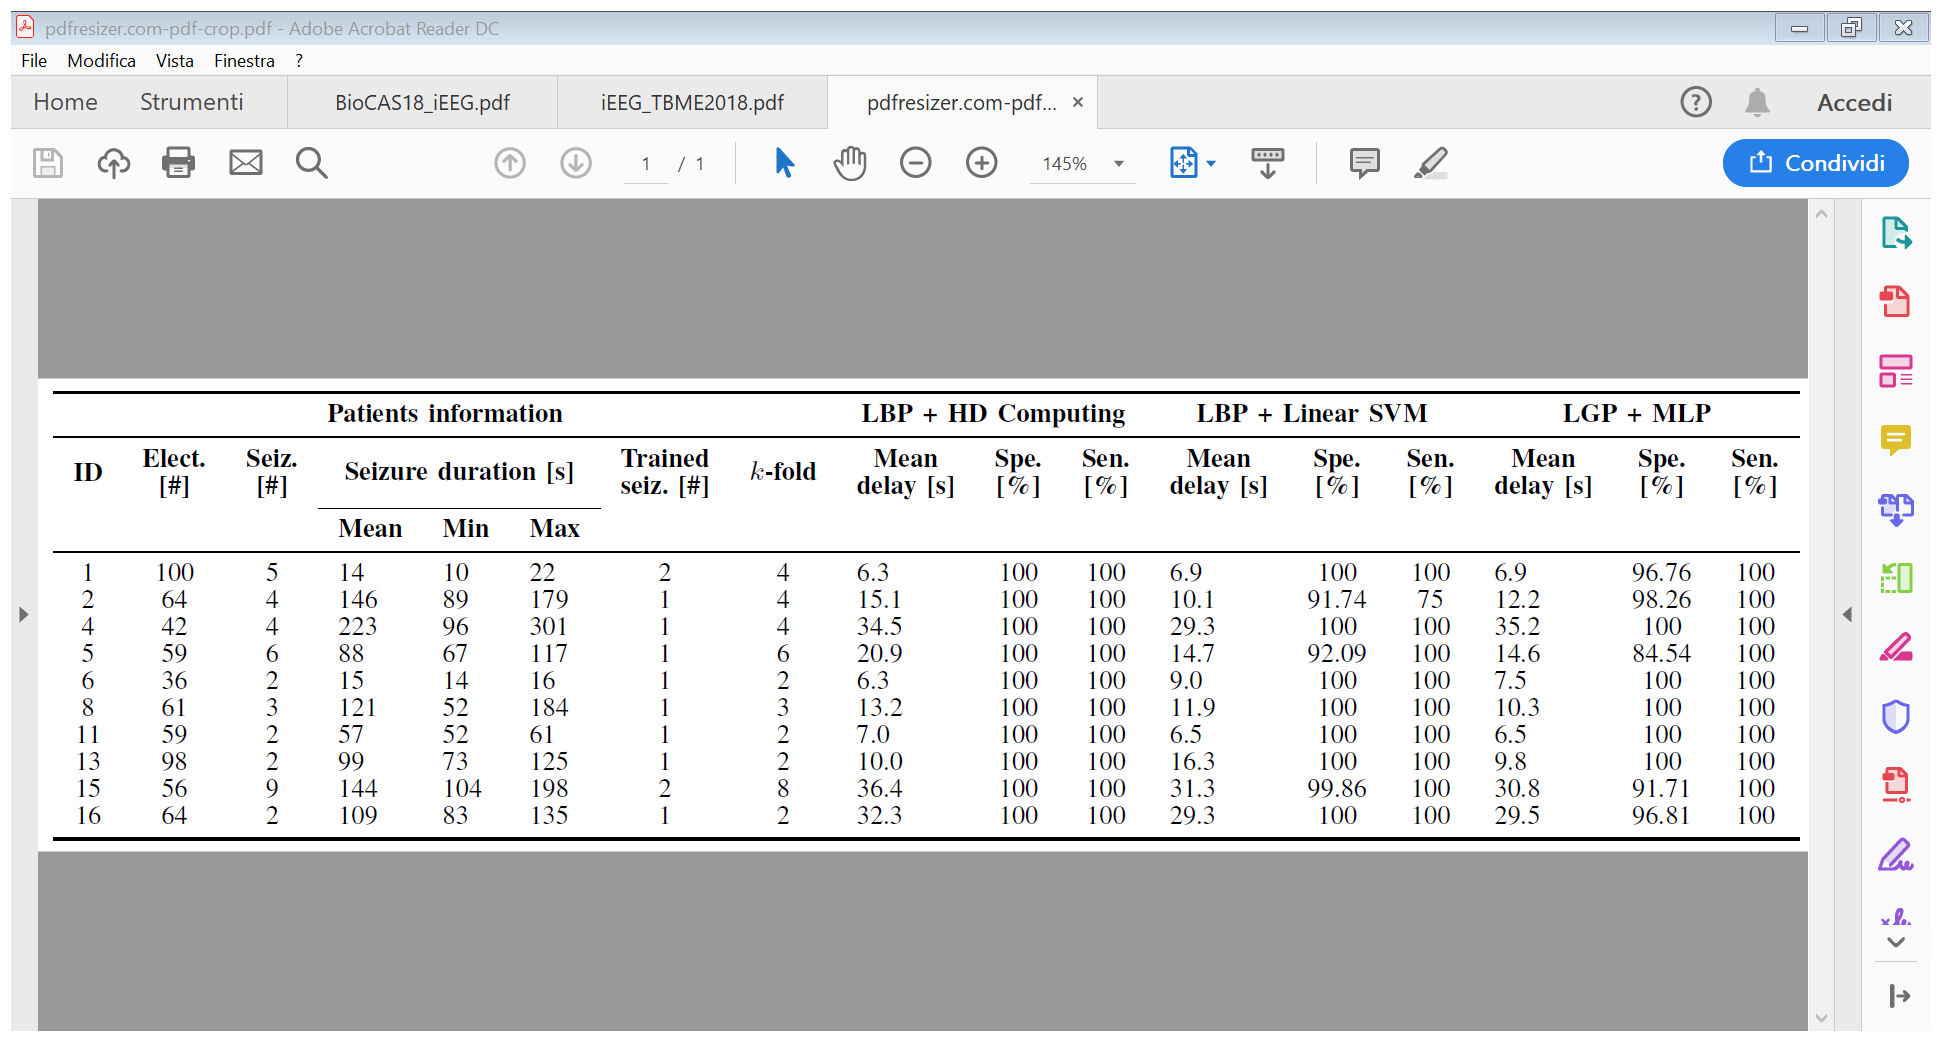 pdfresizer.com-pdf-crop.pdf - Adobe Acrobat Reader DC
File Modifica Vista Finestra ?
Home Strumenti BioCAS18_iEEG.pdf iEEG_TBME2018.pdf pdfresizer.com-pdf... × ? Accedi
1 / 1 145% Condividi
Patients information LBP + HD Computing LBP + Linear SVM LGP + MLP
ID Elect. [#] Seiz. [#] Seizure duration [s] Trained seiz. [#] k-fold Mean delay [s] Spe. [%] Sen. [%] Mean delay [s] Spe. [%] Sen. [%] Mean delay [s] Spe. [%] Sen. [%]
Mean Min Max
1 100 5 14 10 22 2 4 6.3 100 100 6.9 100 100 6.9 96.76 100
2 64 4 146 89 179 1 4 15.1 100 100 10.1 91.74 75 12.2 98.26 100
4 42 4 223 96 301 1 4 34.5 100 100 29.3 100 100 35.2 100 100
5 59 6 88 67 117 1 6 20.9 100 100 14.7 92.09 100 14.6 84.54 100
6 36 2 15 14 16 1 2 6.3 100 100 9.0 100 100 7.5 100 100
8 61 3 121 52 184 1 3 13.2 100 100 11.9 100 100 10.3 100 100
11 59 2 57 52 61 1 2 7.0 100 100 6.5 100 100 6.5 100 100
13 98 2 99 73 125 1 2 10.0 100 100 16.3 100 100 9.8 100 100
15 56 9 144 104 198 2 8 36.4 100 100 31.3 99.86 100 30.8 91.71 100
16 64 2 109 83 135 1 2 32.3 100 100 29.3 100 100 29.5 96.81 100